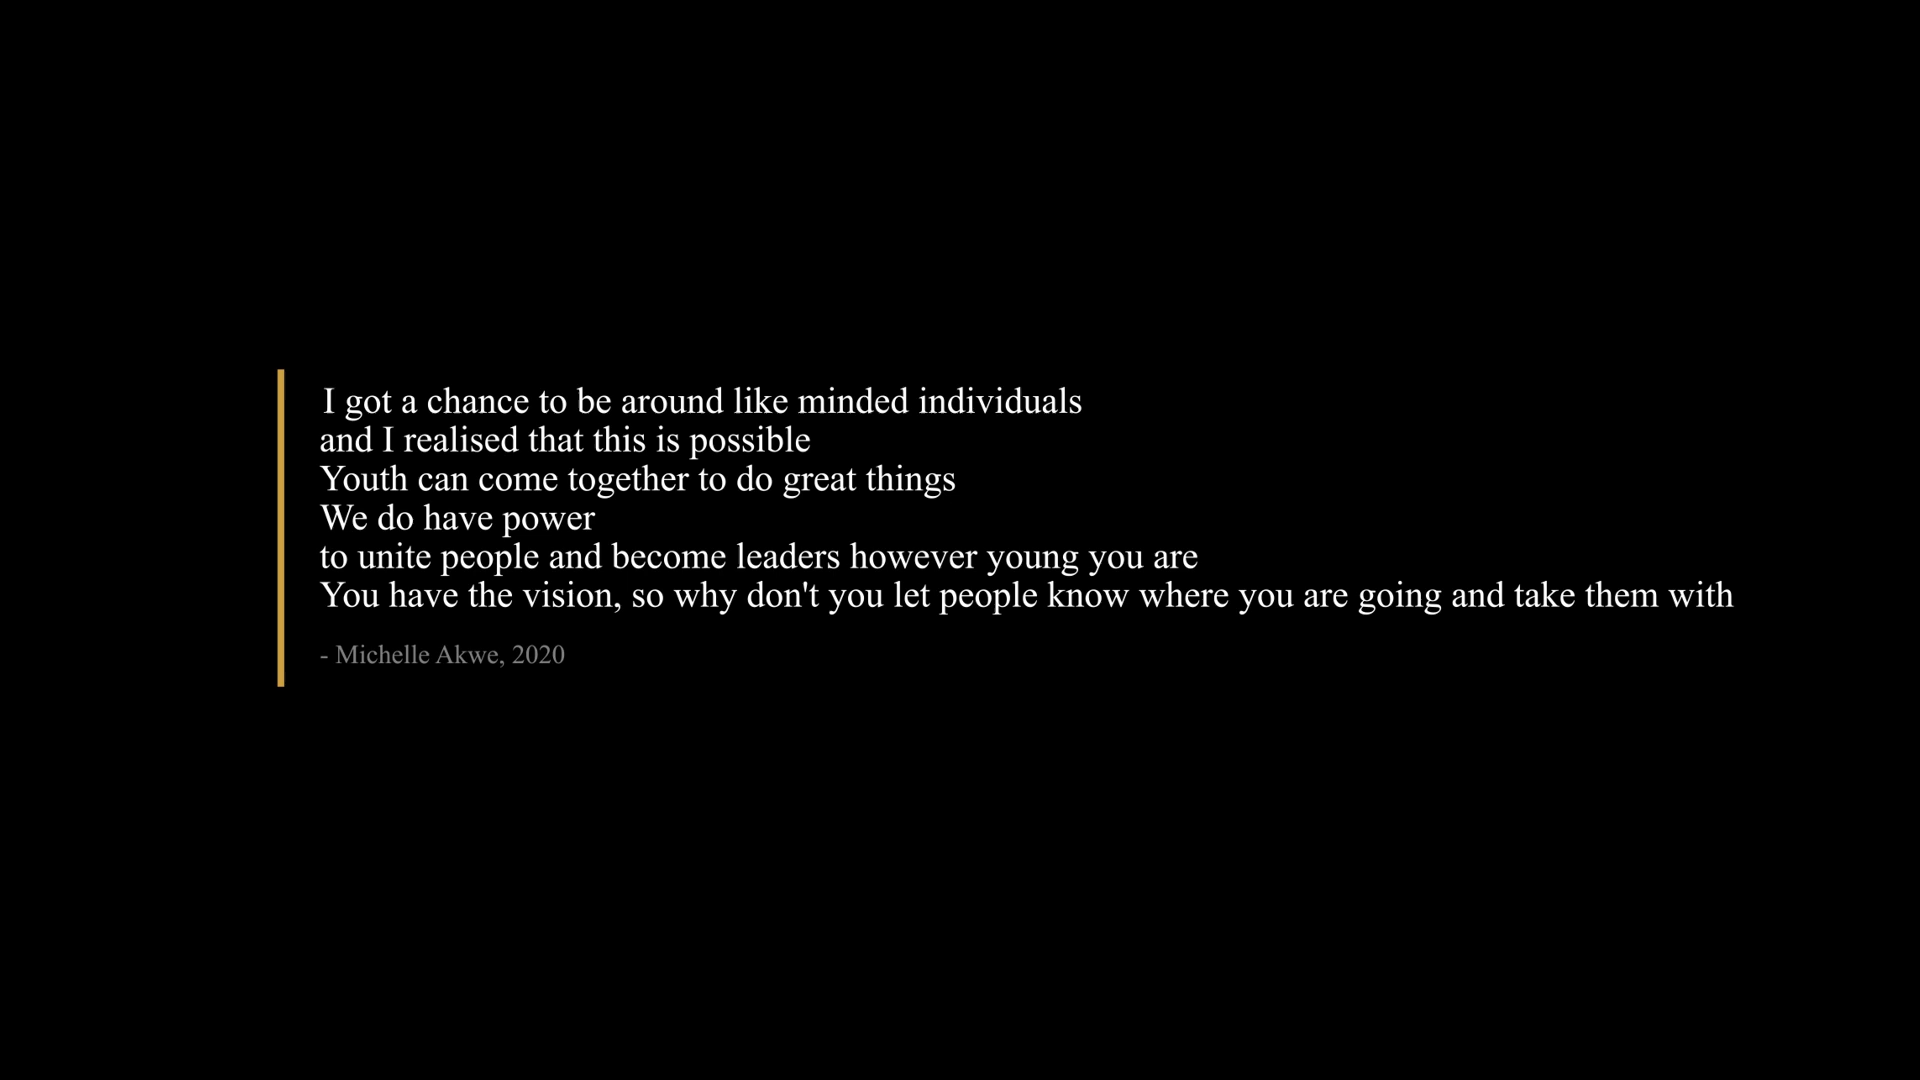 I got a chance to be around like minded individuals
and I realised that this is possible
Youth can come together to do great things
We do have power
to unite people and become leaders however young you are
You have the vision, so why don't you let people know where you are going and take them with
- Michelle Akwe, 2020